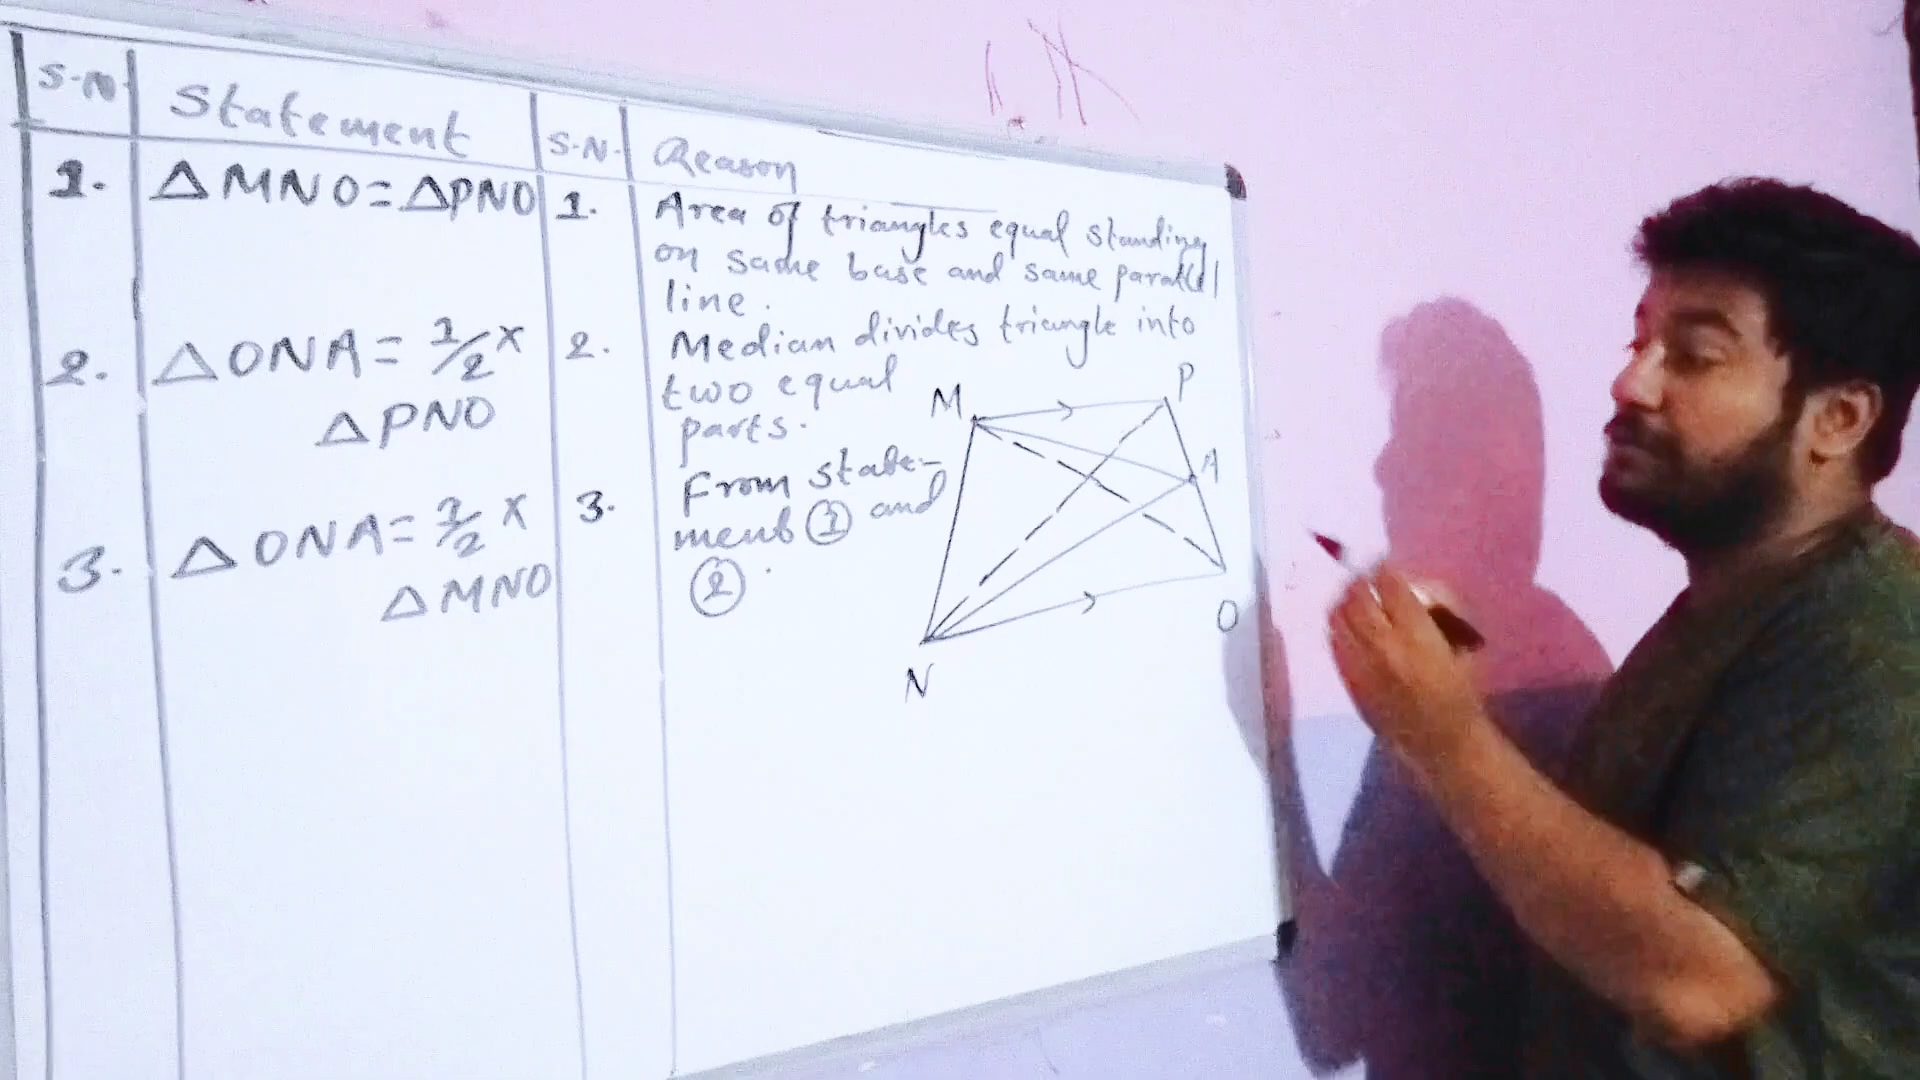 S.N. Statement S.N. Reason
1. △MNO = △PNO 1. Area of triangles equal standing
on same base and same parallel
line.
2. △ONA = 1/2 × 2. Median divides triangle into
△PNO two equal
parts.
3. △ONA = 1/2 × 3. From state-
△MNO ment ① and
②.
M P
A
O
N